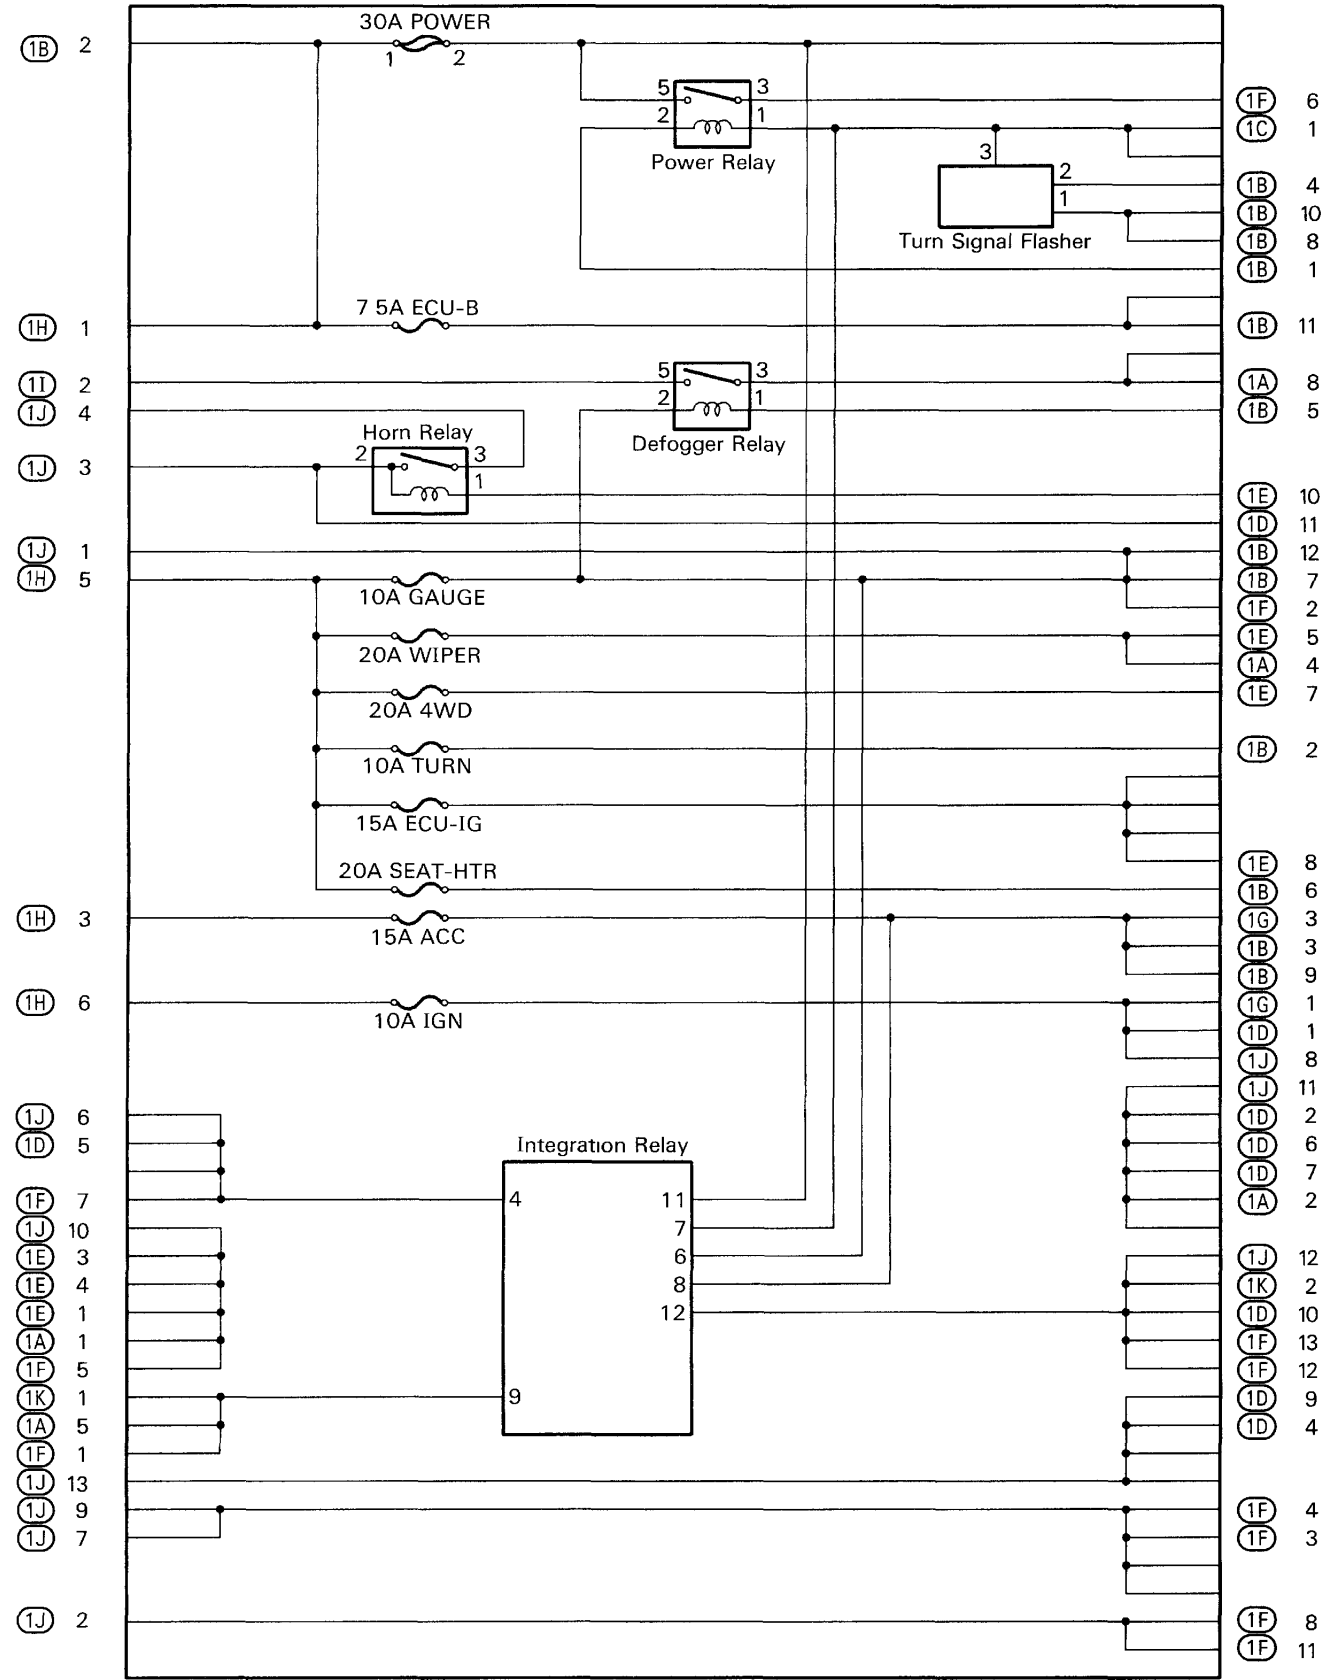 30A POWER
1B 2
1 2
5 3
1F 6
2 1
1C 1
Power Relay
3
2
1B 4
1
1B 10
Turn Signal Flasher
1B 8
1B 1
7 5A ECU-B
1H 1
1B 11
5 3
1I 2
1A 8
2 1
1J 4
1B 5
Horn Relay
Defogger Relay
2 3
1J 3
1
1E 10
1D 11
1J 1
1B 12
1H 5
1B 7
10A GAUGE
1F 2
1E 5
20A WIPER
1A 4
1E 7
20A 4WD
1B 2
10A TURN
15A ECU-IG
1E 8
20A SEAT-HTR
1B 6
1H 3
1G 3
15A ACC
1B 3
1B 9
1H 6
1G 1
10A IGN
1D 1
1J 8
1J 11
1J 6
1D 2
1D 5
Integration Relay
1D 6
1D 7
1F 7
4 11
1A 2
1J 10
7
1E 3
6
1J 12
1E 4
8
1K 2
1E 1
12
1D 10
1A 1
1F 13
1F 5
1F 12
1K 1
9
1D 9
1A 5
1D 4
1F 1
1J 13
1J 9
1F 4
1J 7
1F 3
1J 2
1F 8
1F 11